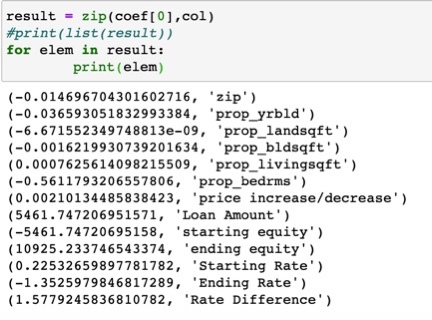 result = zip(coef[0],col)
#print(list(result))
for elem in result:
print(elem)
(-0.014696704301602716, 'zip')
(-0.036593051832993384, 'prop_yrbld')
(-6.671552349748813e-09, 'prop_landsqft')
(-0.0016219930739201634, 'prop_bldsqft')
(0.0007625614098215509, 'prop_livingsqft')
(-0.5611793206557806, 'prop_bedrms')
(0.00210134485838423, 'price increase/decrease')
(5461.747206951571, 'Loan Amount')
(-5461.74720695158, 'starting equity')
(10925.233746543374, 'ending equity')
(0.22532659897781782, 'Starting Rate')
(-1.3525979846817289, 'Ending Rate')
(1.5779245836810782, 'Rate Difference')